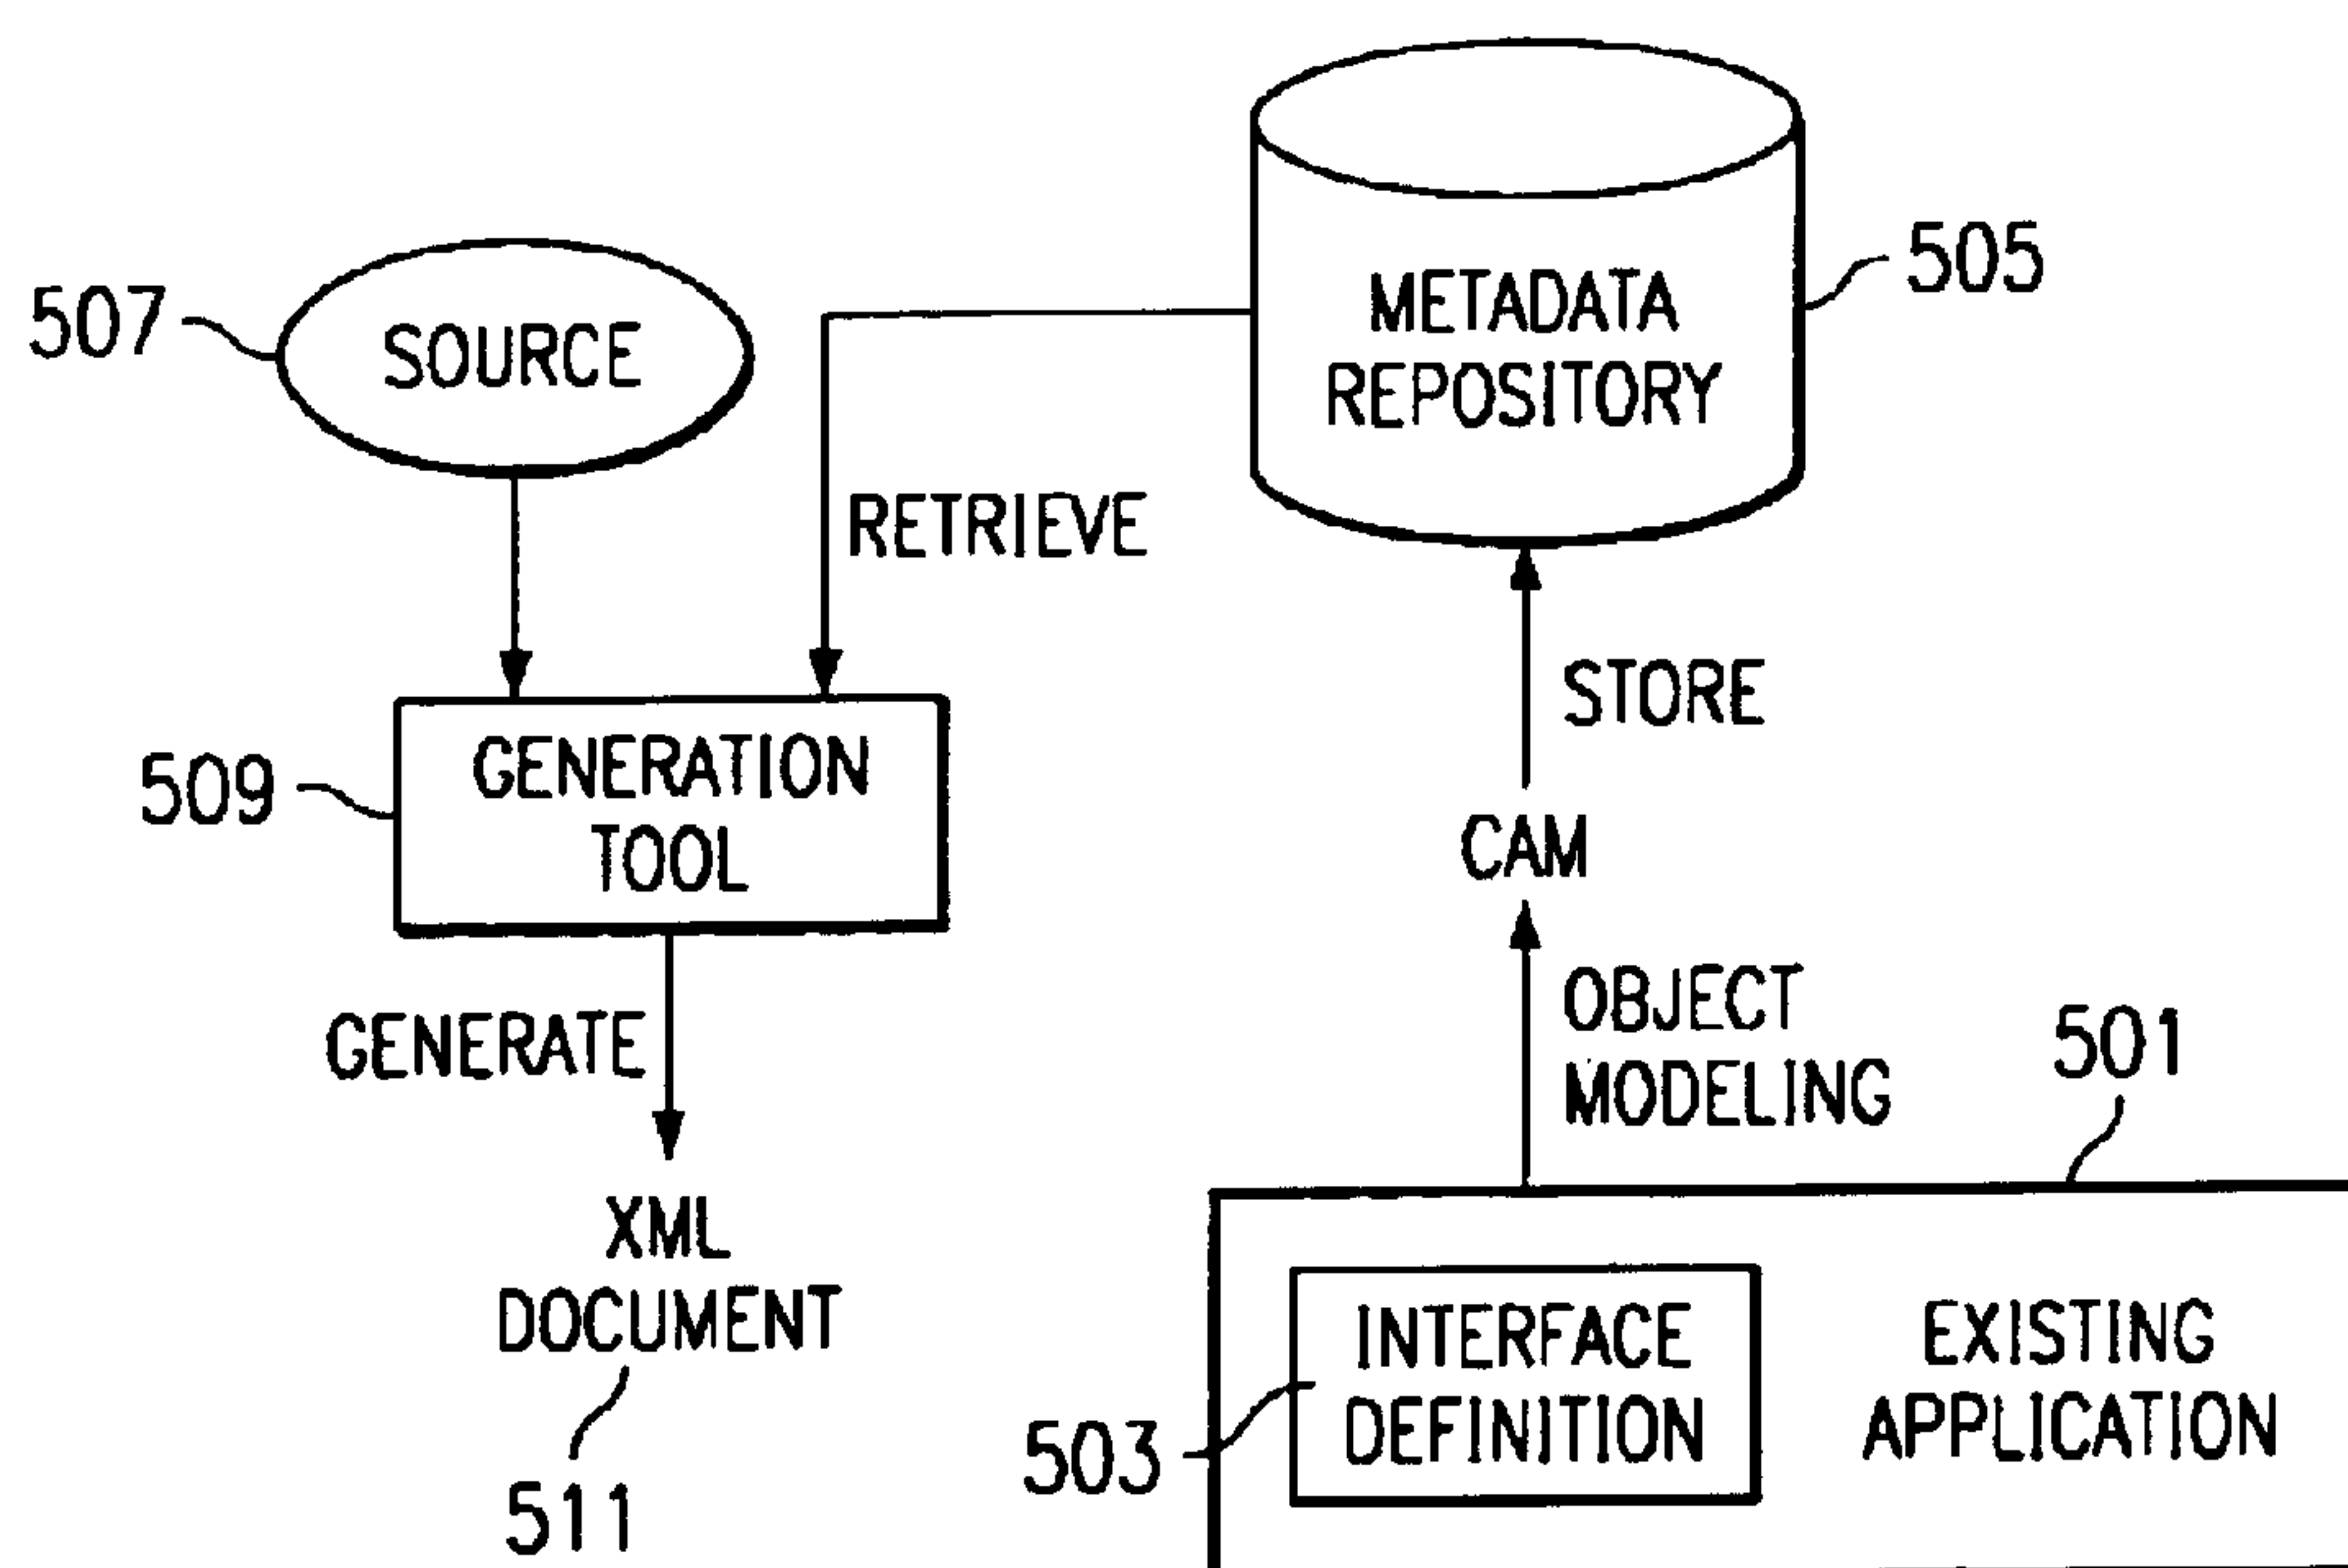 505
METADATA
REPOSITORY
507
SOURCE
RETRIEVE
STORE
509
GENERATION
TOOL
CAM
GENERATE
OBJECT
MODELING
501
XML
DOCUMENT
511
503
INTERFACE
DEFINITION
EXISTING
APPLICATION